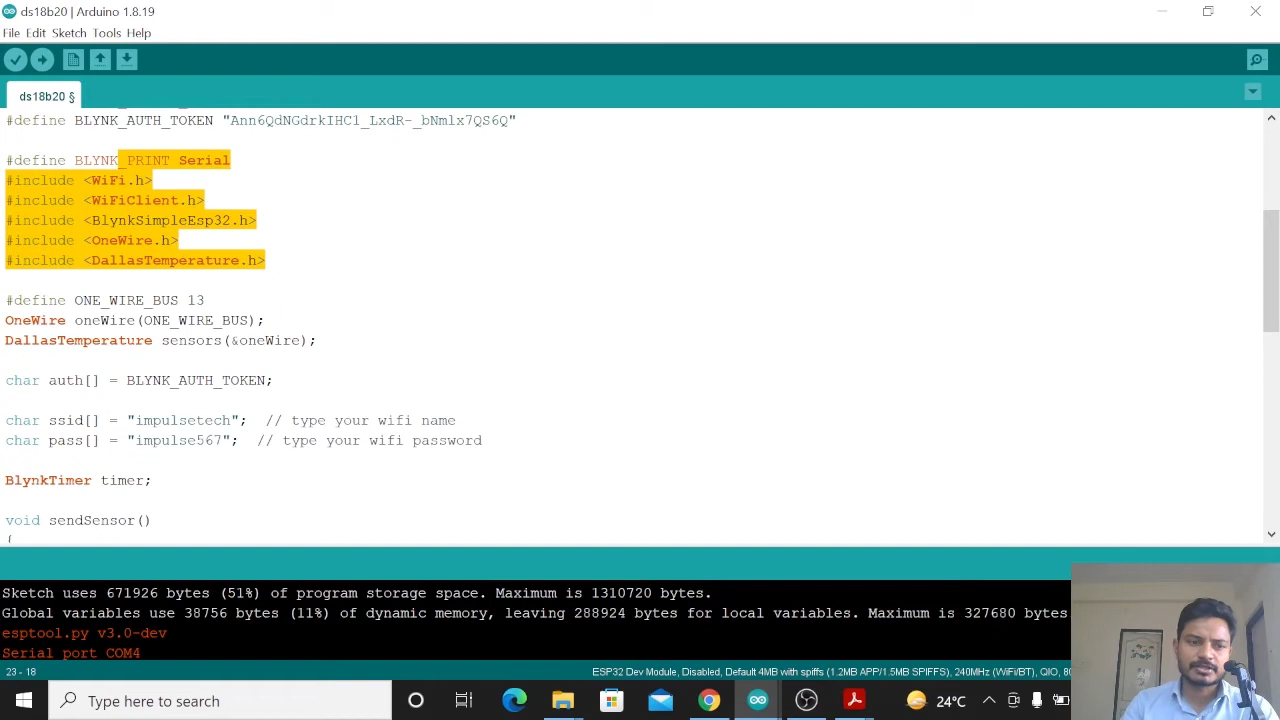 ds18b20 | Arduino 1.8.19
File Edit Sketch Tools Help
ds18b20 §
#define BLYNK_AUTH_TOKEN "Ann6QdNGdrkIHC1_LxdR-_bNmlx7QS6Q"
#define BLYNK_PRINT Serial
#include <WiFi.h>
#include <WiFiClient.h>
#include <BlynkSimpleEsp32.h>
#include <OneWire.h>
#include <DallasTemperature.h>
#define ONE_WIRE_BUS 13
OneWire oneWire(ONE_WIRE_BUS);
DallasTemperature sensors(&oneWire);
char auth[] = BLYNK_AUTH_TOKEN;
char ssid[] = "impulsetech";  // type your wifi name
char pass[] = "impulse567";  // type your wifi password
BlynkTimer timer;
void sendSensor()
{
Sketch uses 671926 bytes (51%) of program storage space. Maximum is 1310720 bytes.
Global variables use 38756 bytes (11%) of dynamic memory, leaving 288924 bytes for local variables. Maximum is 327680 bytes
esptool.py v3.0-dev
Serial port COM4
23 - 18
ESP32 Dev Module, Disabled, Default 4MB with spiffs (1.2MB APP/1.5MB SPIFFS), 240MHz (WiFi/BT), QIO, 80
Type here to search
24°C